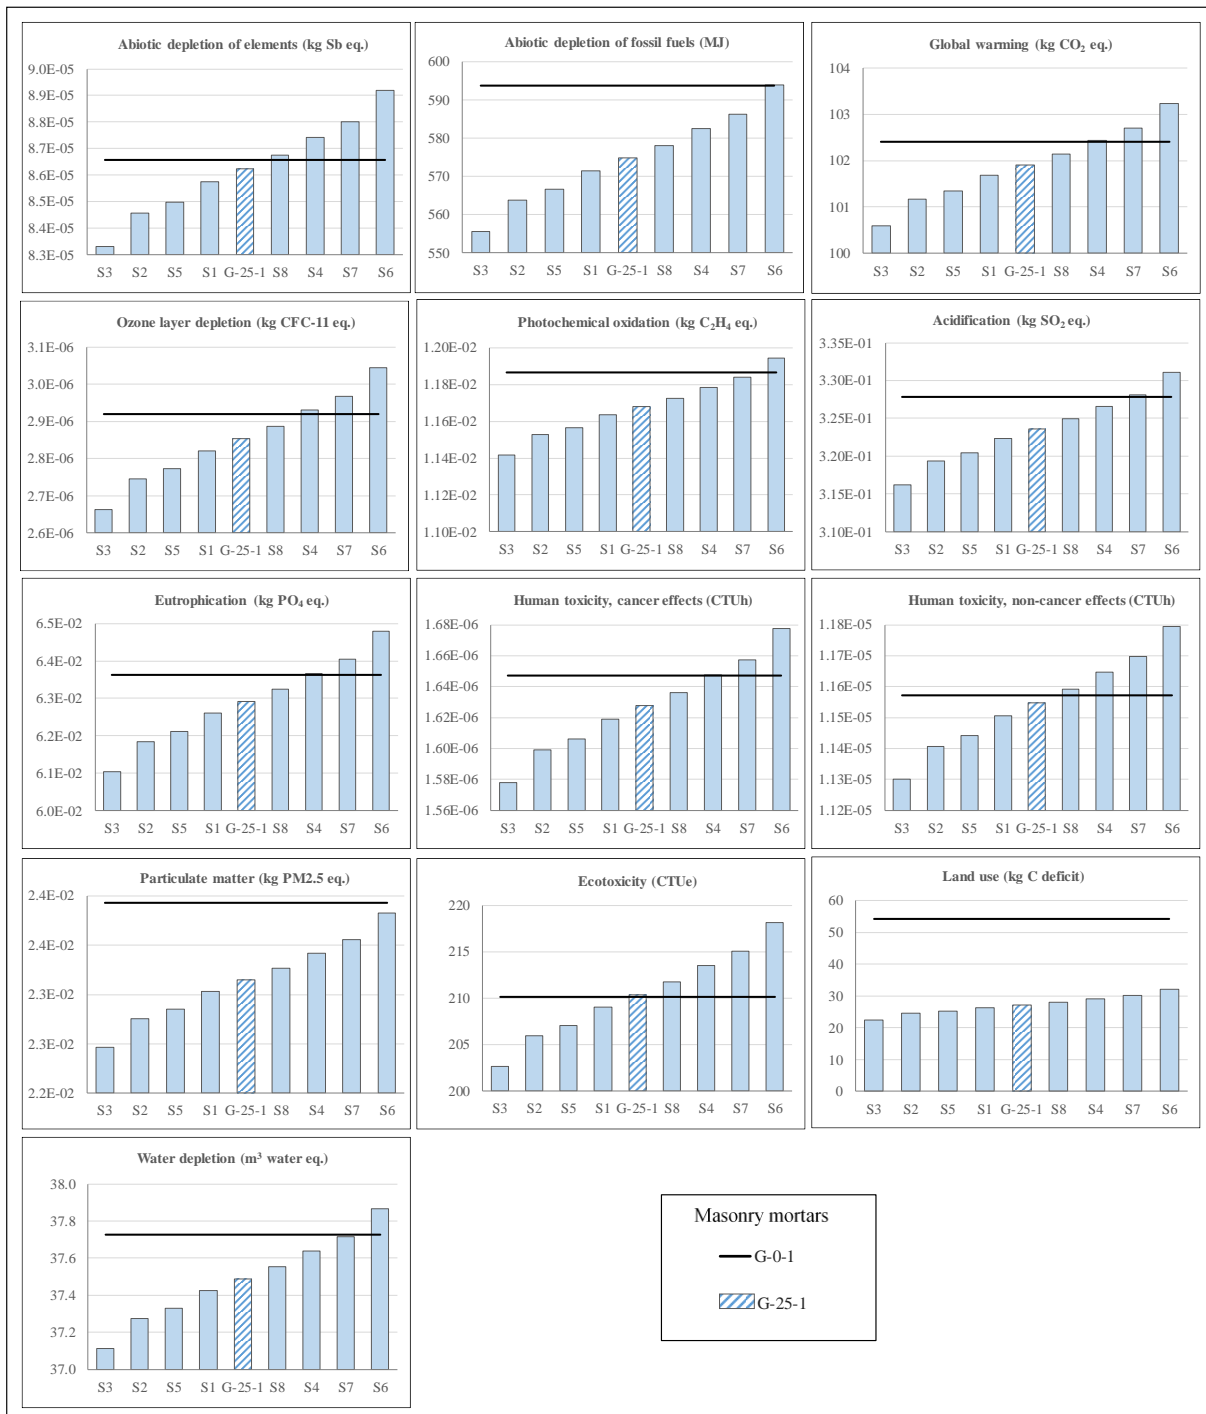 Abiotic depletion of elements (kg Sb eq.)
9.0E-05
8.9E-05
8.8E-05
8.7E-05
8.6E-05
8.5E-05
8.4E-05
8.3E-05
S3 S2 S5 S1 G-25-1 S8 S4 S7 S6
Abiotic depletion of fossil fuels (MJ)
600
590
580
570
560
550
S3 S2 S5 S1 G-25-1 S8 S4 S7 S6
Global warming (kg CO₂ eq.)
104
103
102
101
100
S3 S2 S5 S1 G-25-1 S8 S4 S7 S6
Ozone layer depletion (kg CFC-11 eq.)
3.1E-06
3.0E-06
2.9E-06
2.8E-06
2.7E-06
2.6E-06
S3 S2 S5 S1 G-25-1 S8 S4 S7 S6
Photochemical oxidation (kg C₂H₄ eq.)
1.20E-02
1.18E-02
1.16E-02
1.14E-02
1.12E-02
1.10E-02
S3 S2 S5 S1 G-25-1 S8 S4 S7 S6
Acidification (kg SO₂ eq.)
3.35E-01
3.30E-01
3.25E-01
3.20E-01
3.15E-01
3.10E-01
S3 S2 S5 S1 G-25-1 S8 S4 S7 S6
Eutrophication (kg PO₄ eq.)
6.5E-02
6.4E-02
6.3E-02
6.2E-02
6.1E-02
6.0E-02
S3 S2 S5 S1 G-25-1 S8 S4 S7 S6
Human toxicity, cancer effects (CTUh)
1.68E-06
1.66E-06
1.64E-06
1.62E-06
1.60E-06
1.58E-06
1.56E-06
S3 S2 S5 S1 G-25-1 S8 S4 S7 S6
Human toxicity, non-cancer effects (CTUh)
1.18E-05
1.17E-05
1.16E-05
1.15E-05
1.14E-05
1.13E-05
1.12E-05
S3 S2 S5 S1 G-25-1 S8 S4 S7 S6
Particulate matter (kg PM2.5 eq.)
2.4E-02
2.4E-02
2.3E-02
2.3E-02
2.2E-02
S3 S2 S5 S1 G-25-1 S8 S4 S7 S6
Ecotoxicity (CTUe)
220
215
210
205
200
S3 S2 S5 S1 G-25-1 S8 S4 S7 S6
Land use (kg C deficit)
60
50
40
30
20
10
0
S3 S2 S5 S1 G-25-1 S8 S4 S7 S6
Water depletion (m³ water eq.)
38.0
37.8
37.6
37.4
37.2
37.0
S3 S2 S5 S1 G-25-1 S8 S4 S7 S6
Masonry mortars
G-0-1
G-25-1